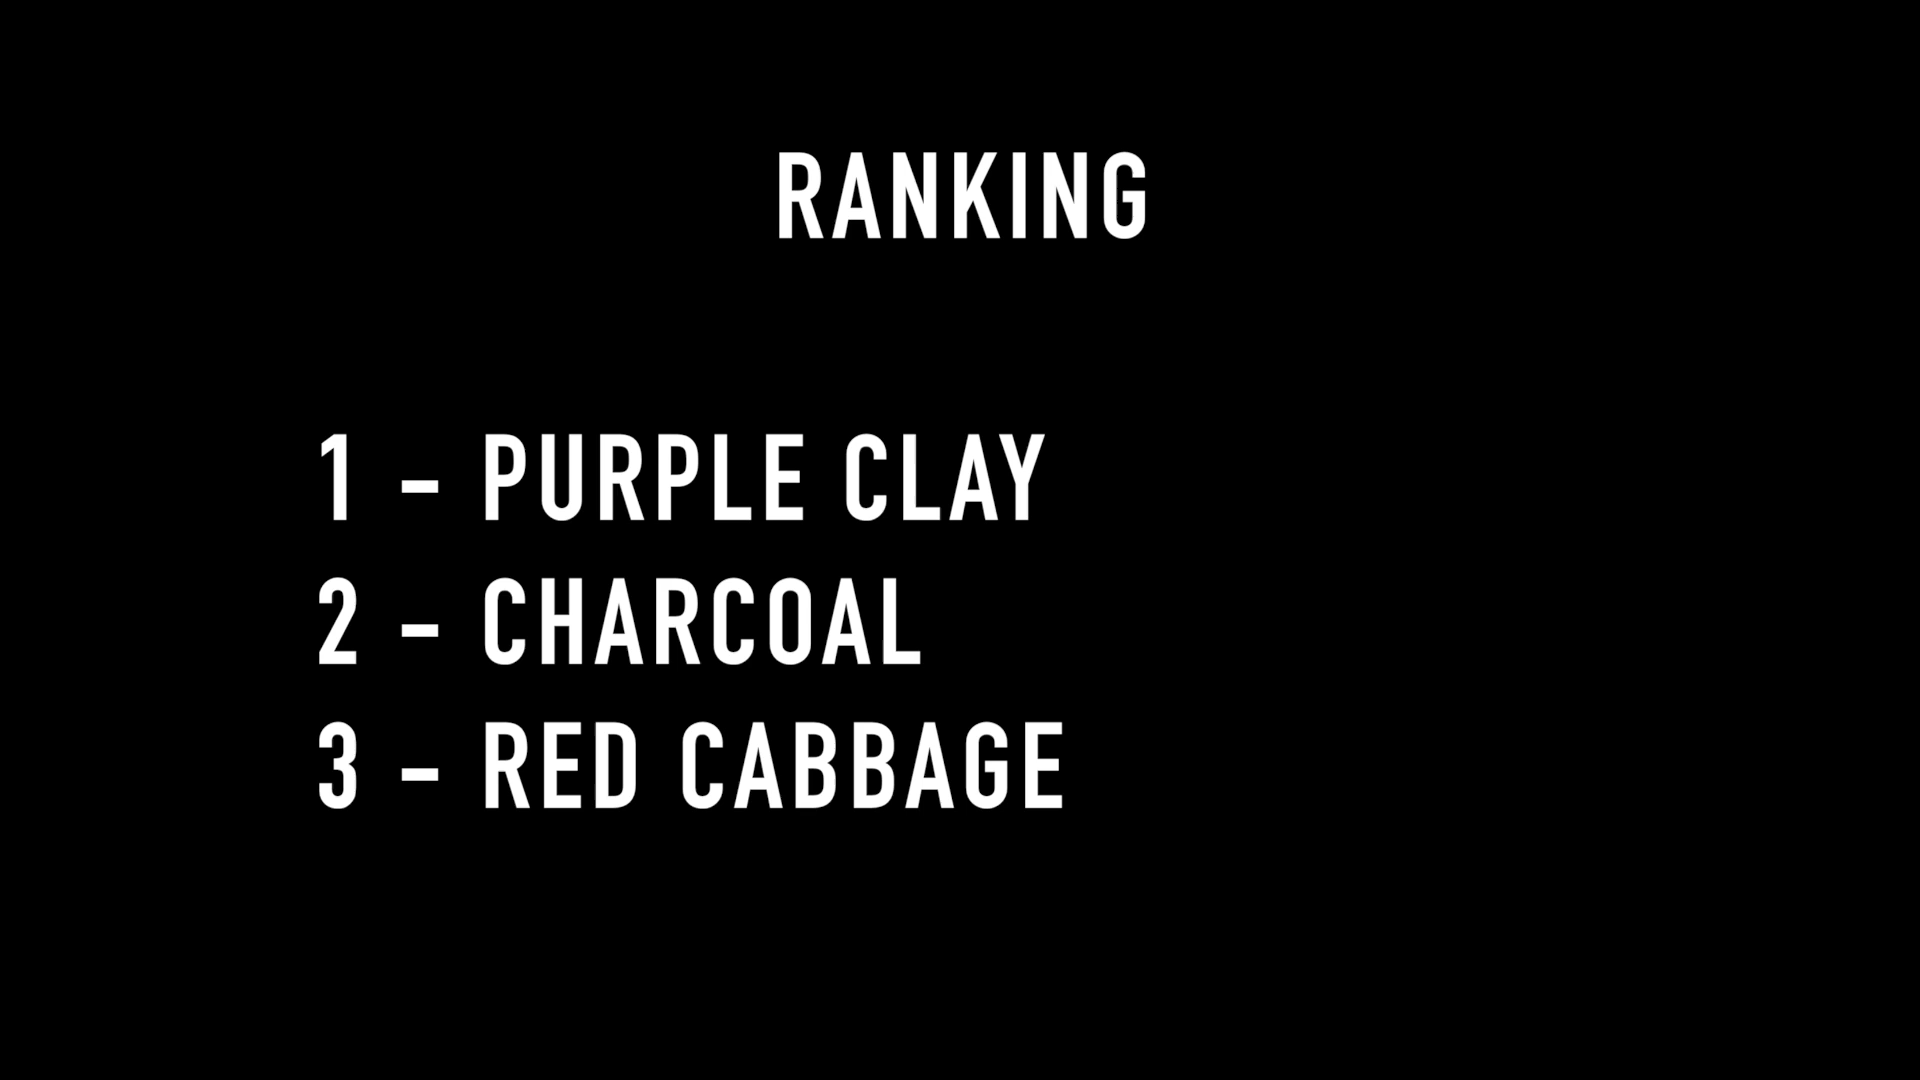 RANKING
1 - PURPLE CLAY
2 - CHARCOAL
3 - RED CABBAGE